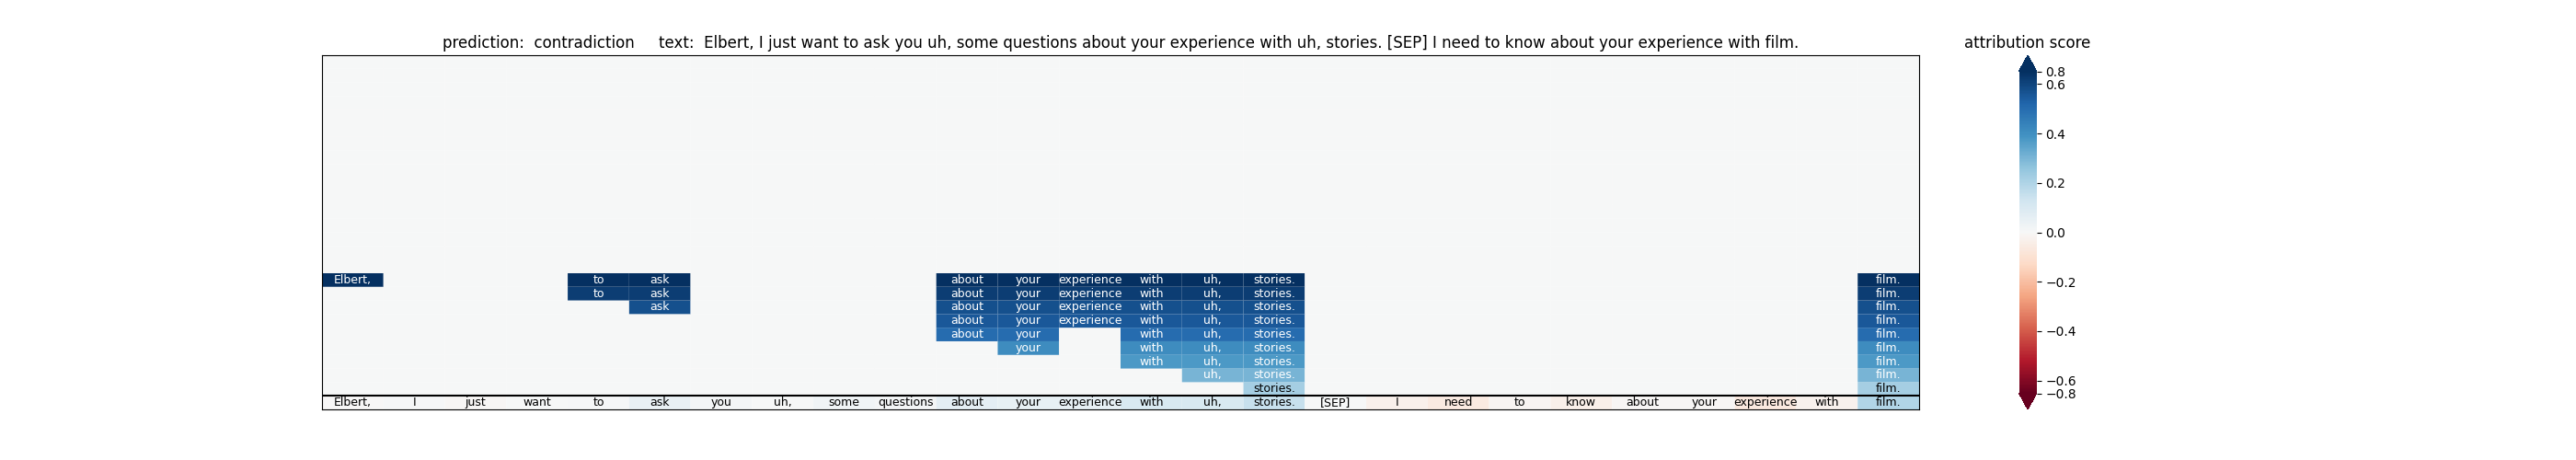 prediction:  contradiction     text:  Elbert, I just want to ask you uh, some questions about your experience with uh, stories. [SEP] I need to know about your experience with film.
attribution score
0.8
0.6
0.4
0.2
0.0
−0.2
−0.4
−0.6
−0.8
Elbert, to ask about your experience with uh, stories. film.
to ask about your experience with uh, stories. film.
ask about your experience with uh, stories. film.
about your experience with uh, stories. film.
about your with uh, stories. film.
your with uh, stories. film.
with uh, stories. film.
uh, stories. film.
stories. film.
Elbert, I just want to ask you uh, some questions about your experience with uh, stories. [SEP] I need to know about your experience with film.